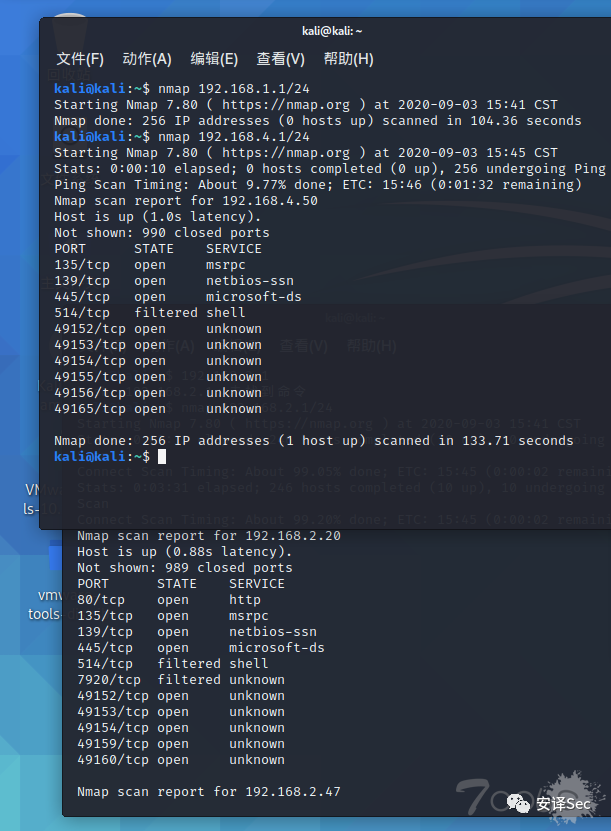 kali@kali: ~
文件(F) 动作(A) 编辑(E) 查看(V) 帮助(H)
kali@kali:~$ nmap 192.168.1.1/24
Starting Nmap 7.80 ( https://nmap.org ) at 2020-09-03 15:41 CST
Nmap done: 256 IP addresses (0 hosts up) scanned in 104.36 seconds
kali@kali:~$ nmap 192.168.4.1/24
Starting Nmap 7.80 ( https://nmap.org ) at 2020-09-03 15:45 CST
Stats: 0:00:10 elapsed; 0 hosts completed (0 up), 256 undergoing Ping
Ping Scan Timing: About 9.77% done; ETC: 15:46 (0:01:32 remaining)
Nmap scan report for 192.168.4.50
Host is up (1.0s latency).
Not shown: 990 closed ports
PORT STATE SERVICE
135/tcp open msrpc
139/tcp open netbios-ssn
445/tcp open microsoft-ds
514/tcp filtered shell
49152/tcp open unknown
49153/tcp open unknown
49154/tcp open unknown
49155/tcp open unknown
49156/tcp open unknown
49165/tcp open unknown
Nmap done: 256 IP addresses (1 host up) scanned in 133.71 seconds
kali@kali:~$
Nmap scan report for 192.168.2.20
Host is up (0.88s latency).
Not shown: 989 closed ports
PORT STATE SERVICE
80/tcp open http
135/tcp open msrpc
139/tcp open netbios-ssn
445/tcp open microsoft-ds
514/tcp filtered shell
7920/tcp filtered unknown
49152/tcp open unknown
49153/tcp open unknown
49154/tcp open unknown
49159/tcp open unknown
49160/tcp open unknown
Nmap scan report for 192.168.2.47
安译Sec